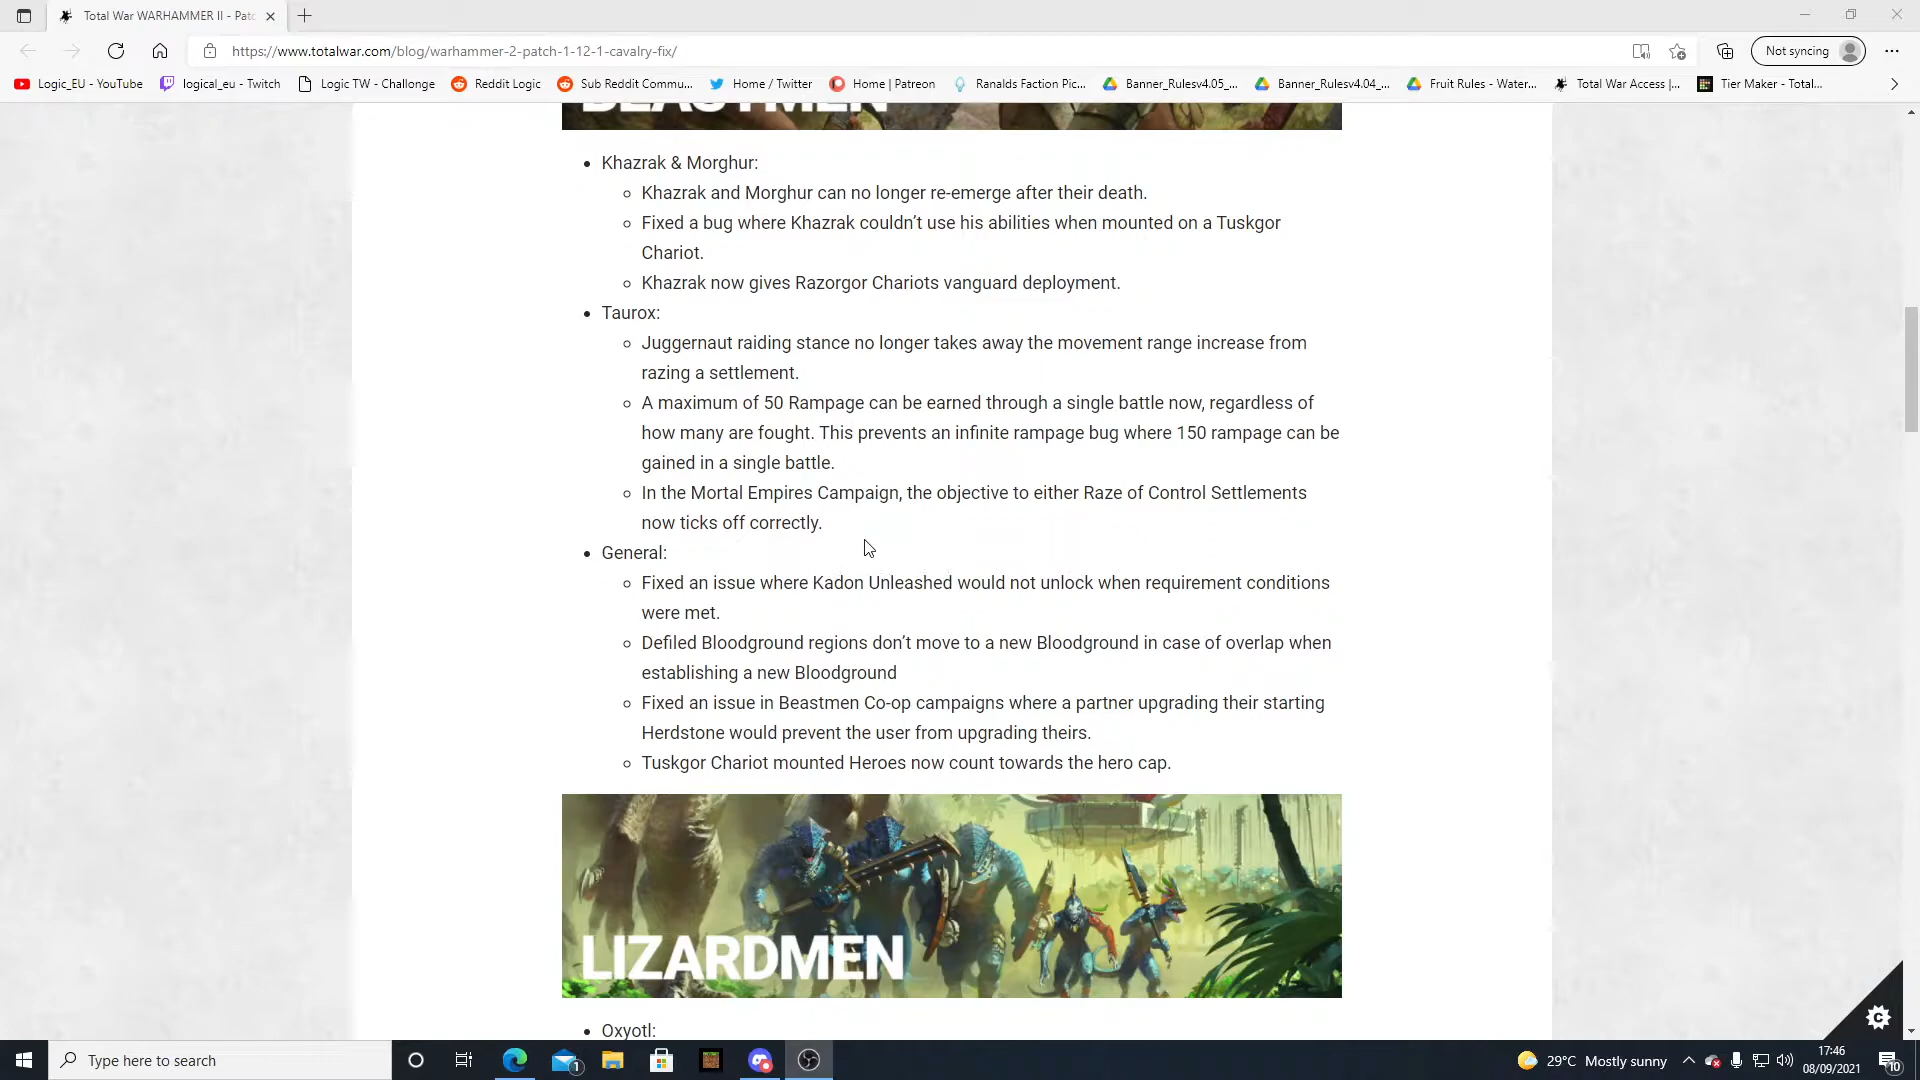 Total War WARHAMMER II - Patc
https://www.totalwar.com/blog/warhammer-2-patch-1-12-1-cavalry-fix/
Not syncing
Logic_EU - YouTube
logical_eu - Twitch
Logic TW - Challonge
Reddit Logic
Sub Reddit Commu...
Home / Twitter
Home | Patreon
Ranalds Faction Pic...
Banner_Rulesv4.05_...
Banner_Rulesv4.04_...
Fruit Rules - Water...
Total War Access |...
Tier Maker - Total...
BEASTMEN
Khazrak & Morghur:
Khazrak and Morghur can no longer re-emerge after their death.
Fixed a bug where Khazrak couldn’t use his abilities when mounted on a Tuskgor
Chariot.
Khazrak now gives Razorgor Chariots vanguard deployment.
Taurox:
Juggernaut raiding stance no longer takes away the movement range increase from
razing a settlement.
A maximum of 50 Rampage can be earned through a single battle now, regardless of
how many are fought. This prevents an infinite rampage bug where 150 rampage can be
gained in a single battle.
In the Mortal Empires Campaign, the objective to either Raze of Control Settlements
now ticks off correctly.
General:
Fixed an issue where Kadon Unleashed would not unlock when requirement conditions
were met.
Defiled Bloodground regions don’t move to a new Bloodground in case of overlap when
establishing a new Bloodground
Fixed an issue in Beastmen Co-op campaigns where a partner upgrading their starting
Herdstone would prevent the user from upgrading theirs.
Tuskgor Chariot mounted Heroes now count towards the hero cap.
LIZARDMEN
Oxyotl:
Type here to search
1
29°C Mostly sunny
17:46
08/09/2021
10